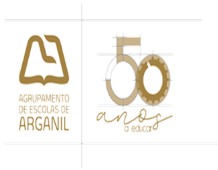 AGRUPAMENTO
DE ESCOLAS DE
ARGANIL
50
anos
a educar